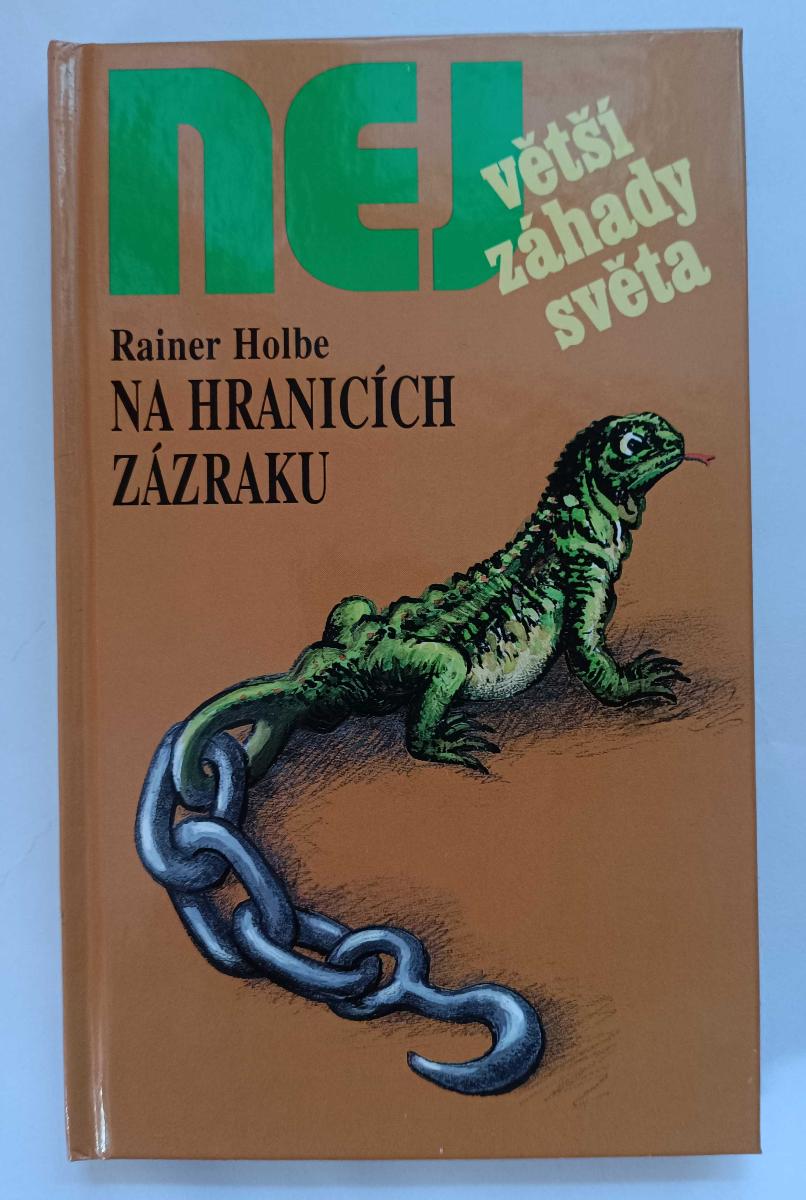 NEJ
větší
záhady
světa
Rainer Holbe
NA HRANICÍCH
ZÁZRAKU